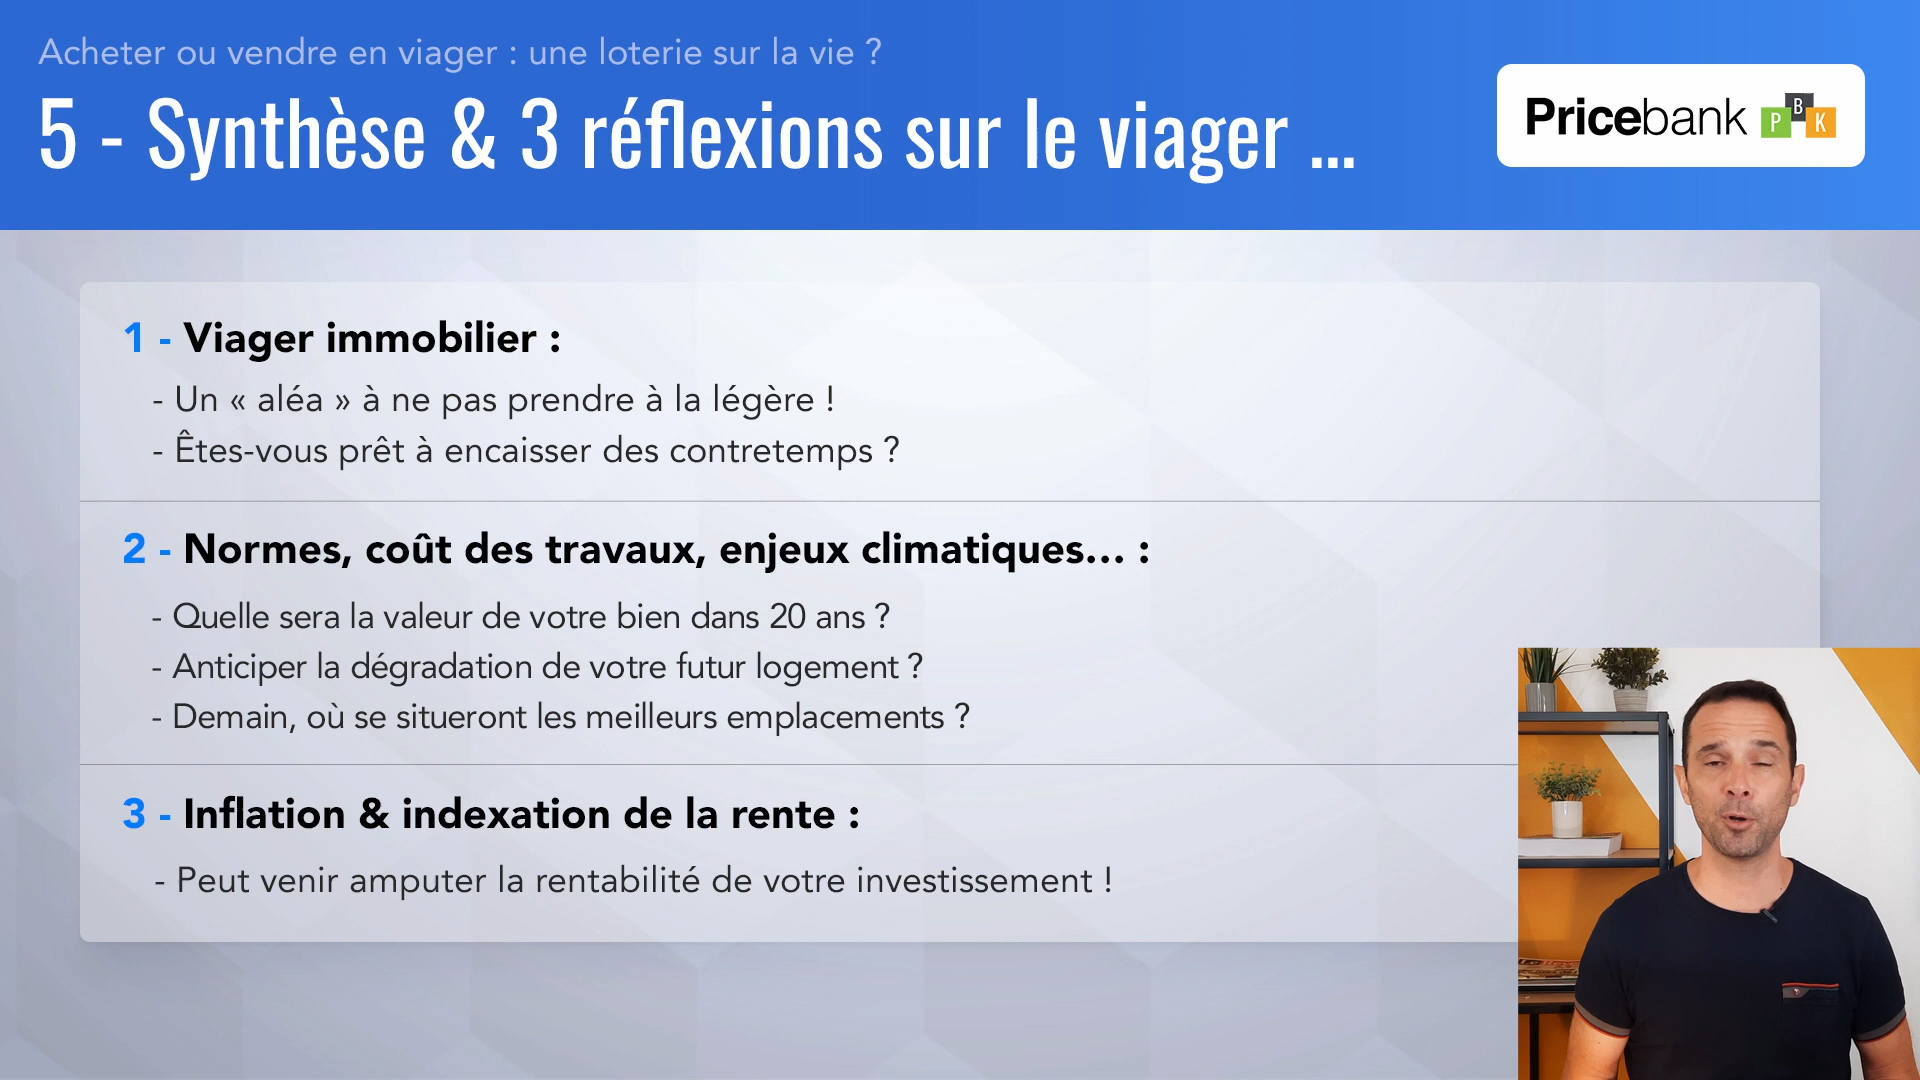 Acheter ou vendre en viager : une loterie sur la vie ?
5 - Synthèse & 3 réflexions sur le viager ...
Pricebank P B K
1 - Viager immobilier :
- Un « aléa » à ne pas prendre à la légère !
- Êtes-vous prêt à encaisser des contretemps ?
2 - Normes, coût des travaux, enjeux climatiques... :
- Quelle sera la valeur de votre bien dans 20 ans ?
- Anticiper la dégradation de votre futur logement ?
- Demain, où se situeront les meilleurs emplacements ?
3 - Inflation & indexation de la rente :
- Peut venir amputer la rentabilité de votre investissement !